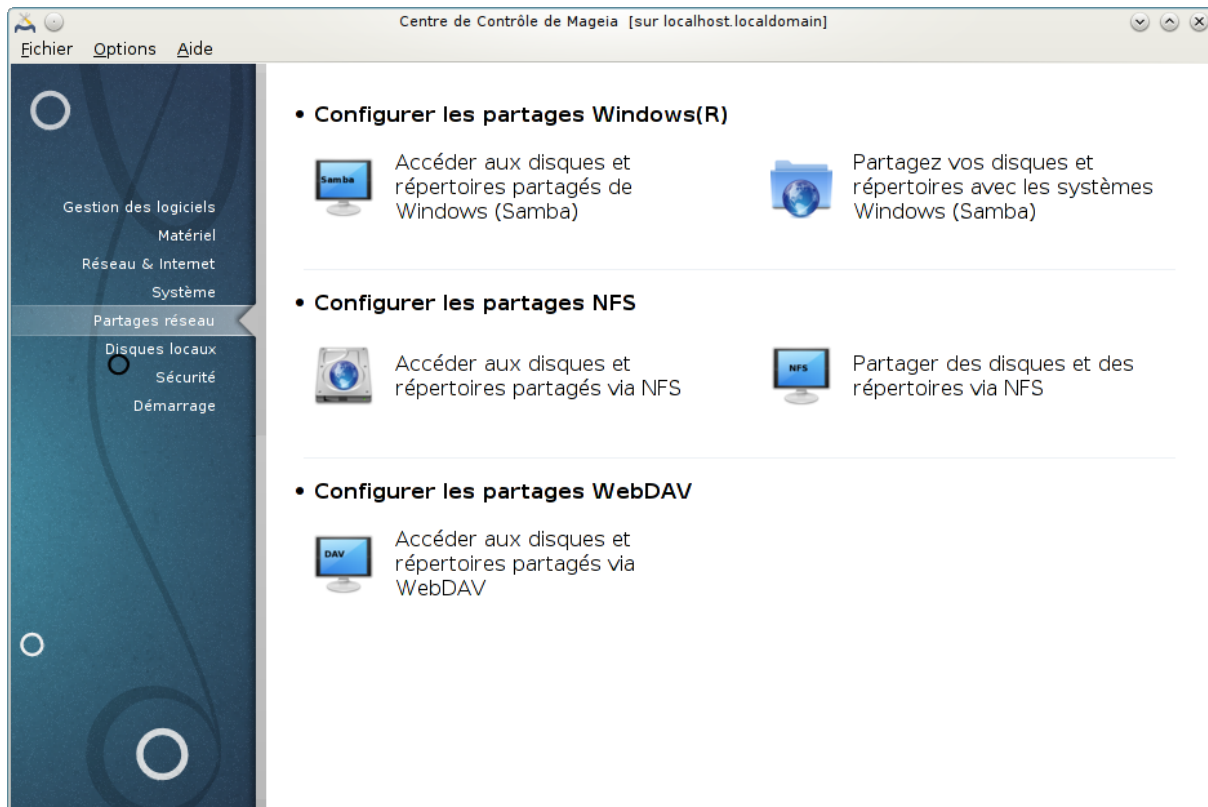 Centre de Contrôle de Mageia [sur localhost.localdomain]
Fichier Options Aide
Gestion des logiciels
Matériel
Réseau & Internet
Système
Partages réseau
Disques locaux
Sécurité
Démarrage
• Configurer les partages Windows(R)
Samba
Accéder aux disques et
répertoires partagés de
Windows (Samba)
Partagez vos disques et
répertoires avec les systèmes
Windows (Samba)
• Configurer les partages NFS
Accéder aux disques et
répertoires partagés via NFS
NFS
Partager des disques et des
répertoires via NFS
• Configurer les partages WebDAV
DAV
Accéder aux disques et
répertoires partagés via
WebDAV